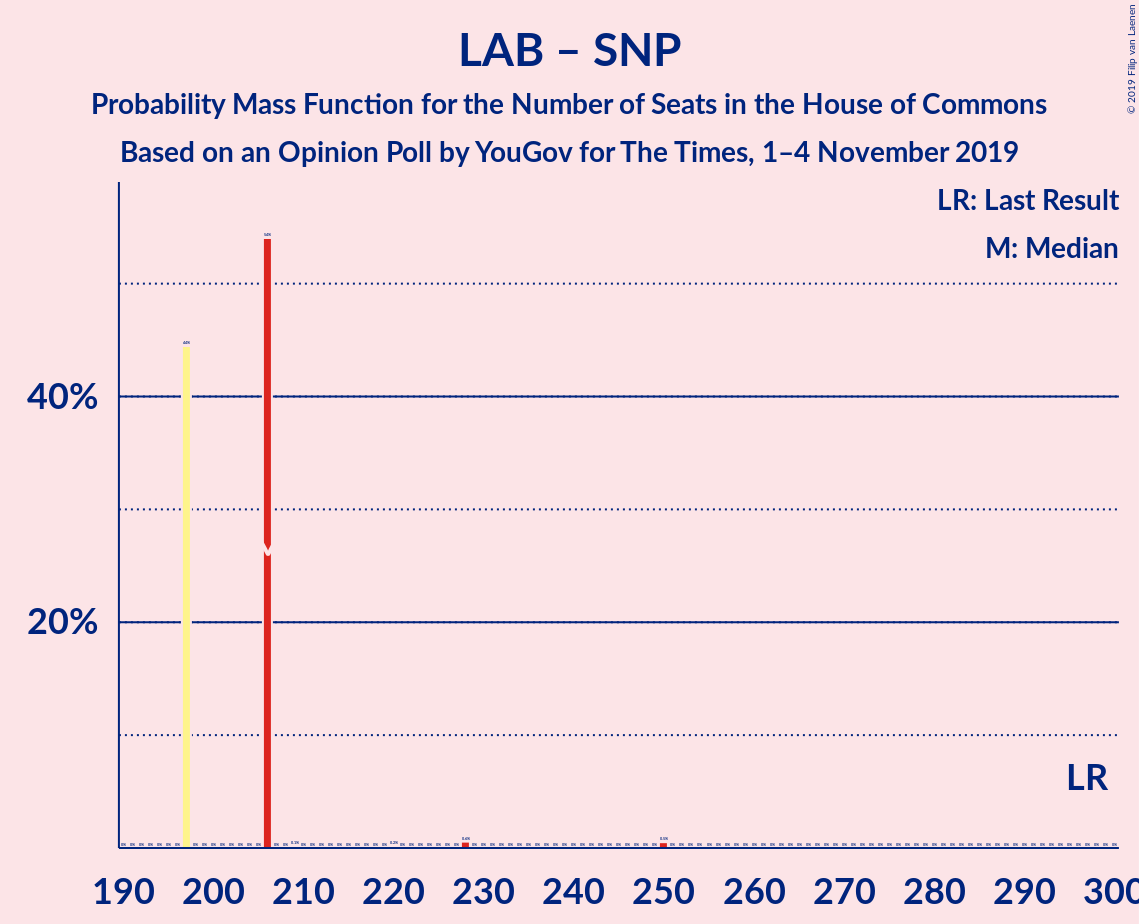 LAB – SNP
Probability Mass Function for the Number of Seats in the House of Commons
Based on an Opinion Poll by YouGov for The Times, 1–4 November 2019
© 2019 Filip van Laenen
LR: Last Result
M: Median
54%
44%
40%
M
20%
LR
190 200 210 220 230 240 250 260 270 280 290 300